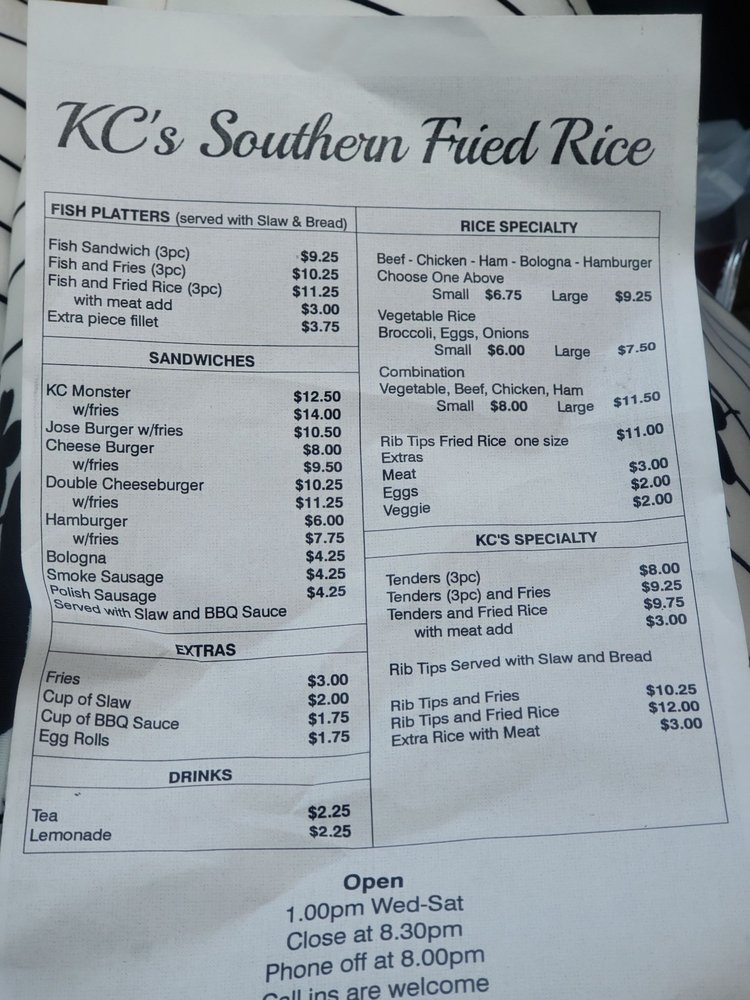 KC's Southern Fried Rice
FISH PLATTERS (served with Slaw & Bread)
Fish Sandwich (3pc) $9.25
Fish and Fries (3pc) $10.25
Fish and Fried Rice (3pc) $11.25
with meat add $3.00
Extra piece fillet $3.75
SANDWICHES
KC Monster $12.50
w/fries $14.00
Jose Burger w/fries $10.50
Cheese Burger $8.00
w/fries $9.50
Double Cheeseburger $10.25
w/fries $11.25
Hamburger $6.00
w/fries $7.75
Bologna $4.25
Smoke Sausage $4.25
Polish Sausage $4.25
Served with Slaw and BBQ Sauce
EXTRAS
Fries $3.00
Cup of Slaw $2.00
Cup of BBQ Sauce $1.75
Egg Rolls $1.75
DRINKS
Tea $2.25
Lemonade $2.25
RICE SPECIALTY
Beef - Chicken - Ham - Bologna - Hamburger
Choose One Above
Small $6.75 Large $9.25
Vegetable Rice
Broccoli, Eggs, Onions
Small $6.00 Large $7.50
Combination
Vegetable, Beef, Chicken, Ham
Small $8.00 Large $11.50
Rib Tips Fried Rice one size $11.00
Extras
Meat $3.00
Eggs $2.00
Veggie $2.00
KC'S SPECIALTY
Tenders (3pc) $8.00
Tenders (3pc) and Fries $9.25
Tenders and Fried Rice $9.75
with meat add $3.00
Rib Tips Served with Slaw and Bread
Rib Tips and Fries $10.25
Rib Tips and Fried Rice $12.00
Extra Rice with Meat $3.00
Open
1.00pm Wed-Sat
Close at 8.30pm
Phone off at 8.00pm
Call ins are welcome